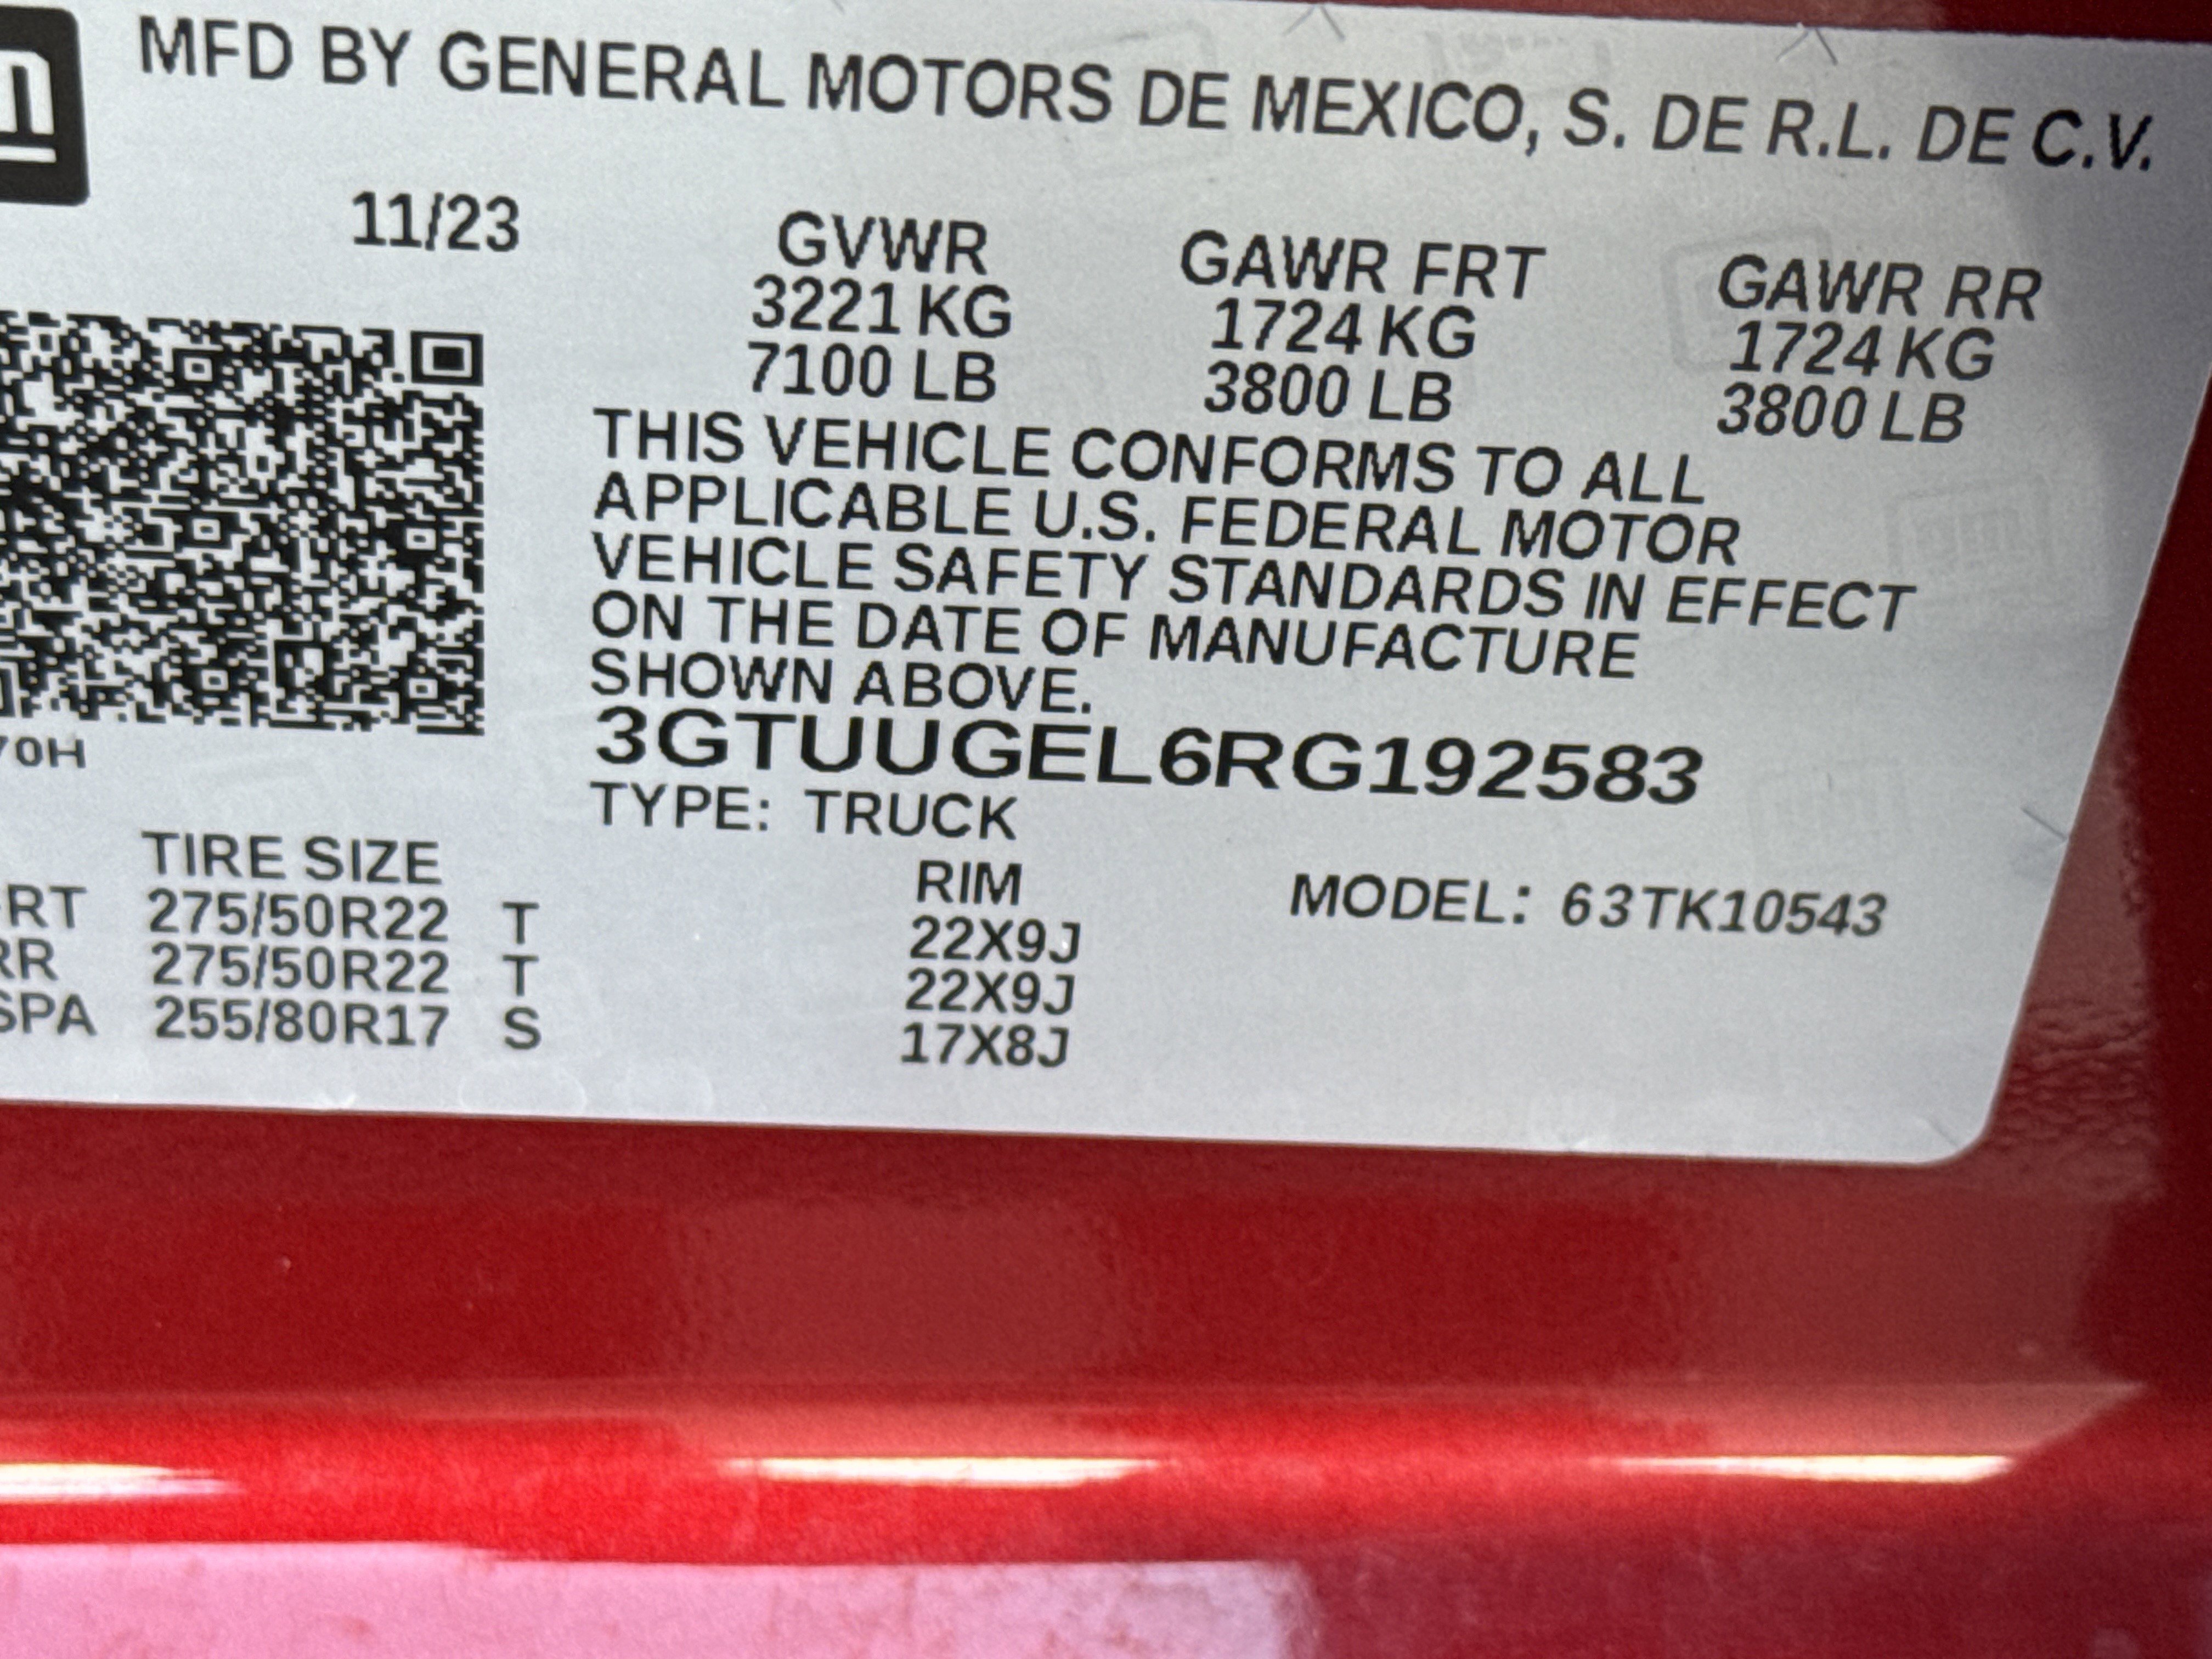 MFD BY GENERAL MOTORS DE MEXICO, S. DE R.L. DE C.V.
11/23 GVWR GAWR FRT GAWR RR
3221 KG 1724 KG 1724 KG
7100 LB 3800 LB 3800 LB
THIS VEHICLE CONFORMS TO ALL
APPLICABLE U.S. FEDERAL MOTOR
VEHICLE SAFETY STANDARDS IN EFFECT
ON THE DATE OF MANUFACTURE
SHOWN ABOVE.
3GTUUGEL6RG192583
70H
TYPE: TRUCK
TIRE SIZE RIM MODEL: 63TK10543
RT 275/50R22 T 22X9J
RR 275/50R22 T 22X9J
SPA 255/80R17 S 17X8J